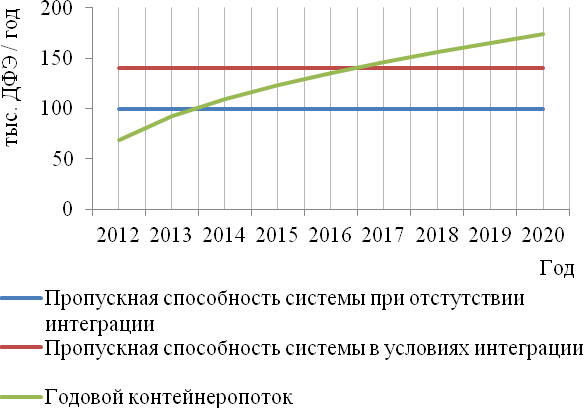 тыс. ДФЭ / год
200
150
100
50
0
2012 2013 2014 2015 2016 2017 2018 2019 2020
Год
Пропускная способность системы при отстутствии
интеграции
Пропускная способность системы в условиях интеграции
Годовой контейнеропоток